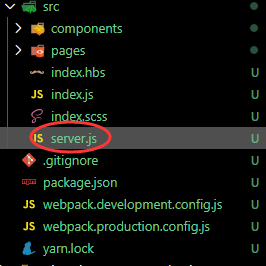 src
components
pages
index.hbs
JS index.js U
index.scss U
JS server.js U
.gitignore U
package.json U
JS webpack.development.config.js U
JS webpack.production.config.js U
yarn.lock U